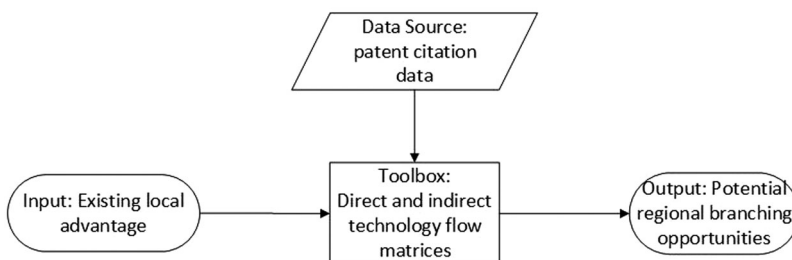 Data Source:
patent citation
data
Input: Existing local
advantage
Toolbox:
Direct and indirect
technology flow
matrices
Output: Potential
regional branching
opportunities